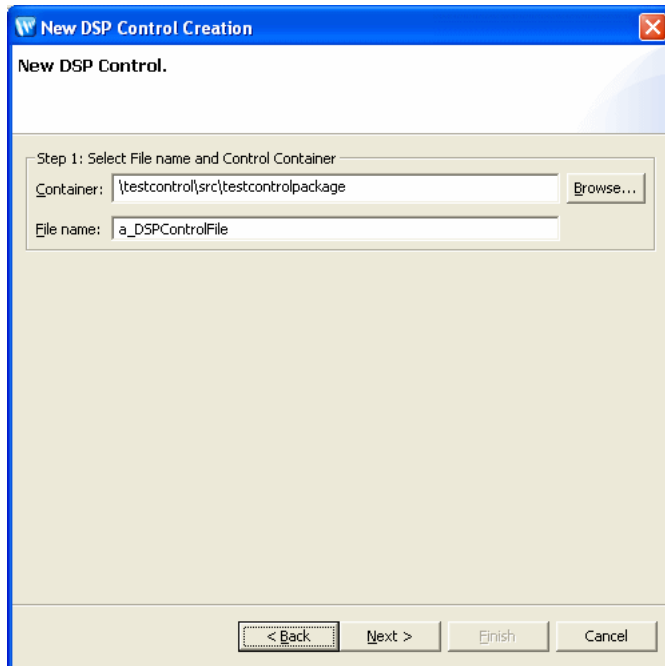 New DSP Control Creation
New DSP Control.
Step 1: Select File name and Control Container
Container: \testcontrol\src\testcontrolpackage Browse...
File name: a_DSPControlFile
< Back Next > Finish Cancel